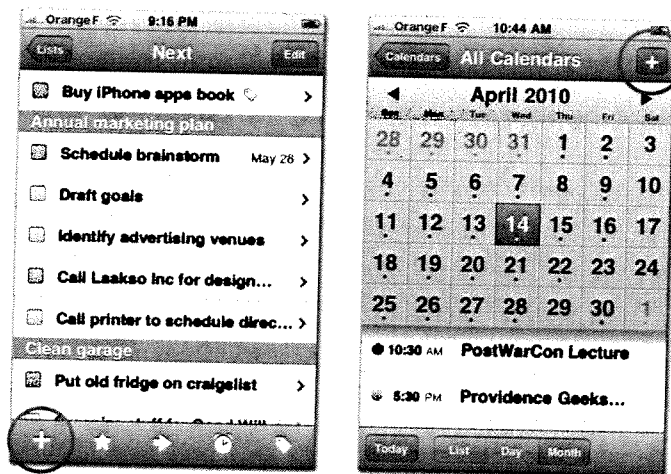 Orange F 9:16 PM
Lists Next Edit
Buy iPhone apps book
Annual marketing plan
Schedule brainstorm May 28
Draft goals
Identify advertising venues
Call Laakso Inc for design...
Call printer to schedule direc...
Clean garage
Put old fridge on craigslist
+
Orange F 10:44 AM
Calendars All Calendars +
April 2010
Sun Mon Tue Wed Thu Fri Sat
28 29 30 31 1 2 3
4 5 6 7 8 9 10
11 12 13 14 15 16 17
18 19 20 21 22 23 24
25 26 27 28 29 30 1
10:30 AM PostWarCon Lecture
5:30 PM Providence Geeks...
Today List Day Month